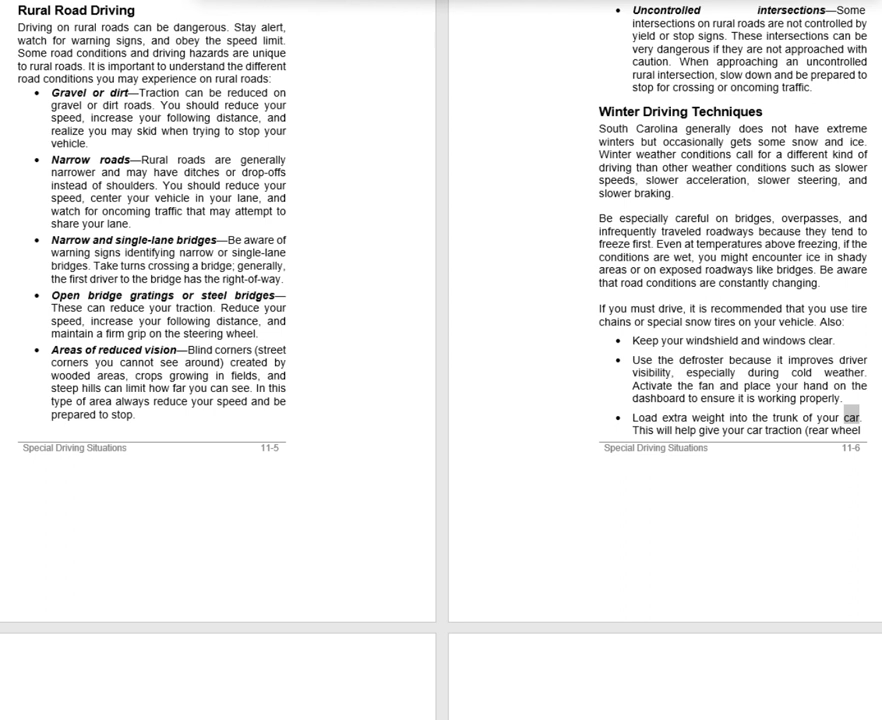 Rural Road Driving
Driving on rural roads can be dangerous. Stay alert,
watch for warning signs, and obey the speed limit.
Some road conditions and driving hazards are unique
to rural roads. It is important to understand the different
road conditions you may experience on rural roads:
• Gravel or dirt—Traction can be reduced on
gravel or dirt roads. You should reduce your
speed, increase your following distance, and
realize you may skid when trying to stop your
vehicle.
• Narrow roads—Rural roads are generally
narrower and may have ditches or drop-offs
instead of shoulders. You should reduce your
speed, center your vehicle in your lane, and
watch for oncoming traffic that may attempt to
share your lane.
• Narrow and single-lane bridges—Be aware of
warning signs identifying narrow or single-lane
bridges. Take turns crossing a bridge; generally,
the first driver to the bridge has the right-of-way.
• Open bridge gratings or steel bridges—
These can reduce your traction. Reduce your
speed, increase your following distance, and
maintain a firm grip on the steering wheel.
• Areas of reduced vision—Blind corners (street
corners you cannot see around) created by
wooded areas, crops growing in fields, and
steep hills can limit how far you can see. In this
type of area always reduce your speed and be
prepared to stop.
Special Driving Situations 11-5
• Uncontrolled intersections—Some
intersections on rural roads are not controlled by
yield or stop signs. These intersections can be
very dangerous if they are not approached with
caution. When approaching an uncontrolled
rural intersection, slow down and be prepared to
stop for crossing or oncoming traffic.
Winter Driving Techniques
South Carolina generally does not have extreme
winters but occasionally gets some snow and ice.
Winter weather conditions call for a different kind of
driving than other weather conditions such as slower
speeds, slower acceleration, slower steering, and
slower braking.
Be especially careful on bridges, overpasses, and
infrequently traveled roadways because they tend to
freeze first. Even at temperatures above freezing, if the
conditions are wet, you might encounter ice in shady
areas or on exposed roadways like bridges. Be aware
that road conditions are constantly changing.
If you must drive, it is recommended that you use tire
chains or special snow tires on your vehicle. Also:
• Keep your windshield and windows clear.
• Use the defroster because it improves driver
visibility, especially during cold weather.
Activate the fan and place your hand on the
dashboard to ensure it is working properly.
• Load extra weight into the trunk of your car.
This will help give your car traction (rear wheel
Special Driving Situations 11-6